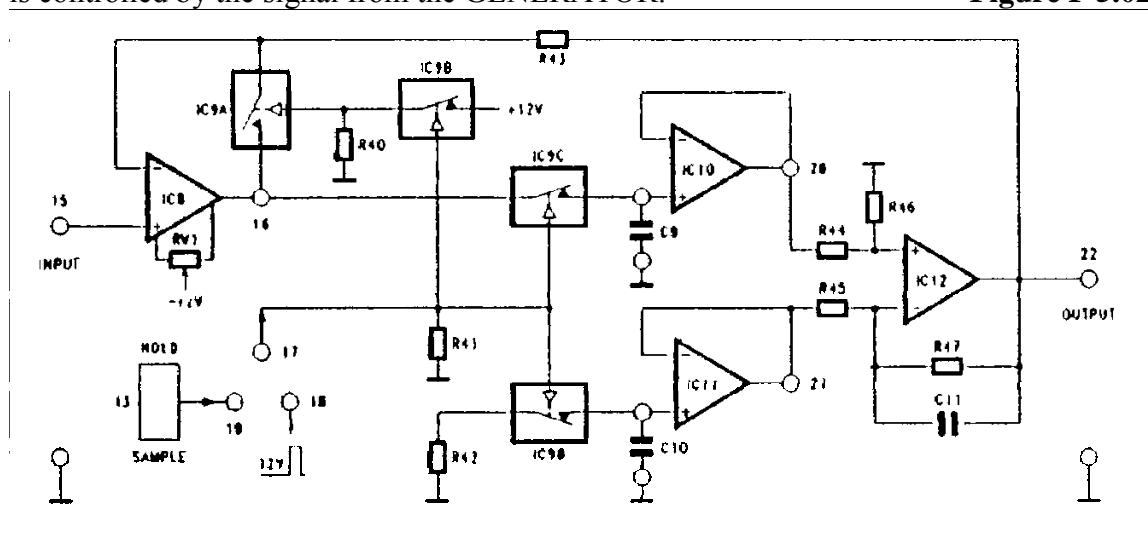 is controlled by the signal from the GENERATOR.
R43
IC9B
IC9A
+12V
R40
IC9C
IC10
20
15
IC8
16
R46
C9
R44
22
INPUT
RV1
-12V
IC12
R45
OUTPUT
HOLD
17
R41
R47
IC11
21
13
18
C11
19
SAMPLE
12V
R42
C10